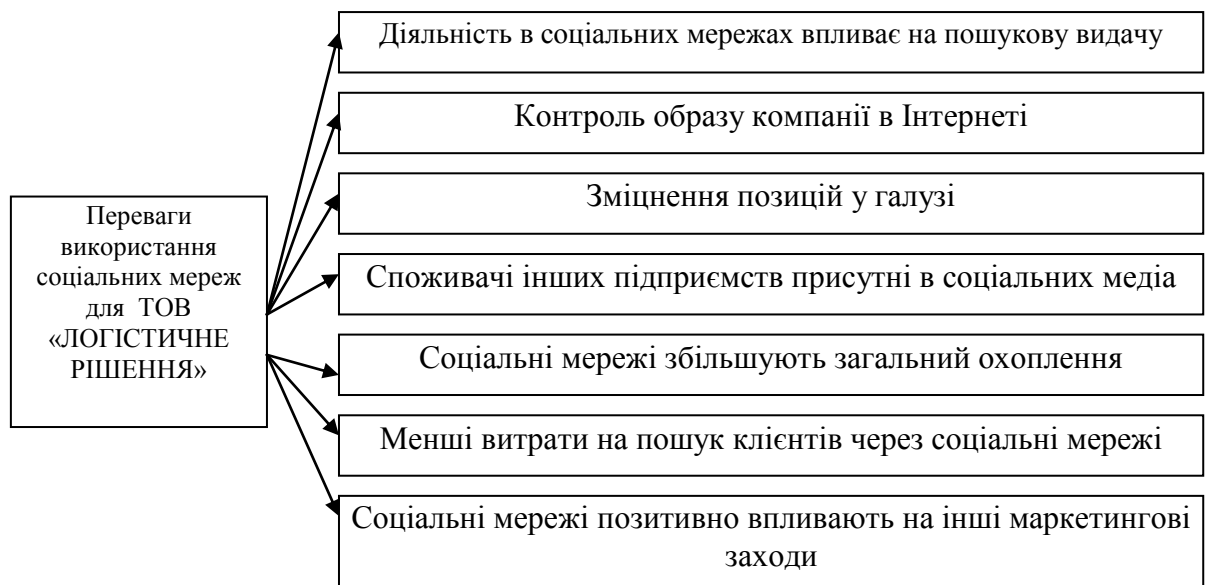 Діяльність в соціальних мережах впливає на пошукову видачу
Контроль образу компанії в Інтернеті
Зміцнення позицій у галузі
Переваги
використання
соціальних мереж
для ТОВ
«ЛОГІСТИЧНЕ
РІШЕННЯ»
Споживачі інших підприємств присутні в соціальних медіа
Соціальні мережі збільшують загальний охоплення
Менші витрати на пошук клієнтів через соціальні мережі
Соціальні мережі позитивно впливають на інші маркетингові
заходи